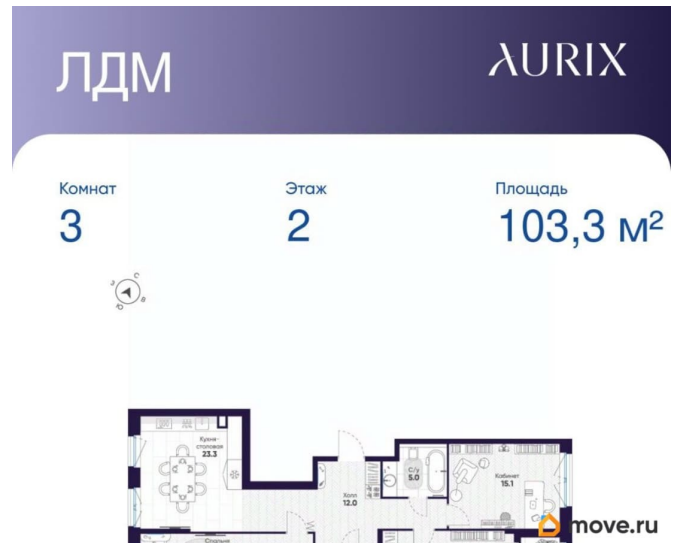 ЛДМ
AURIX
Комнат
Этаж
Площадь
3
2
103,3 м²
С
З
В
Ю
Кухня-
столовая
23.3
С/у
5.0
Кабинет
15.1
Холл
12.0
Спальня
move.ru